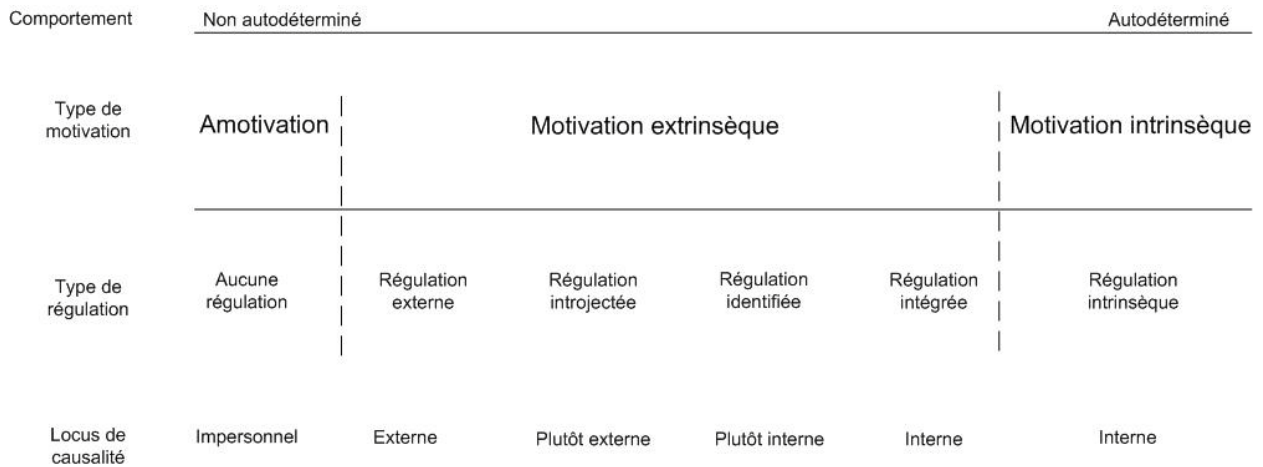 Comportement Non autodéterminé Autodéterminé
Type de
motivation
Amotivation Motivation extrinsèque Motivation intrinsèque
Type de
régulation
Aucune
régulation
Régulation
externe
Régulation
introjectée
Régulation
identifiée
Régulation
intégrée
Régulation
intrinsèque
Locus de
causalité
Impersonnel Externe Plutôt externe Plutôt interne Interne Interne